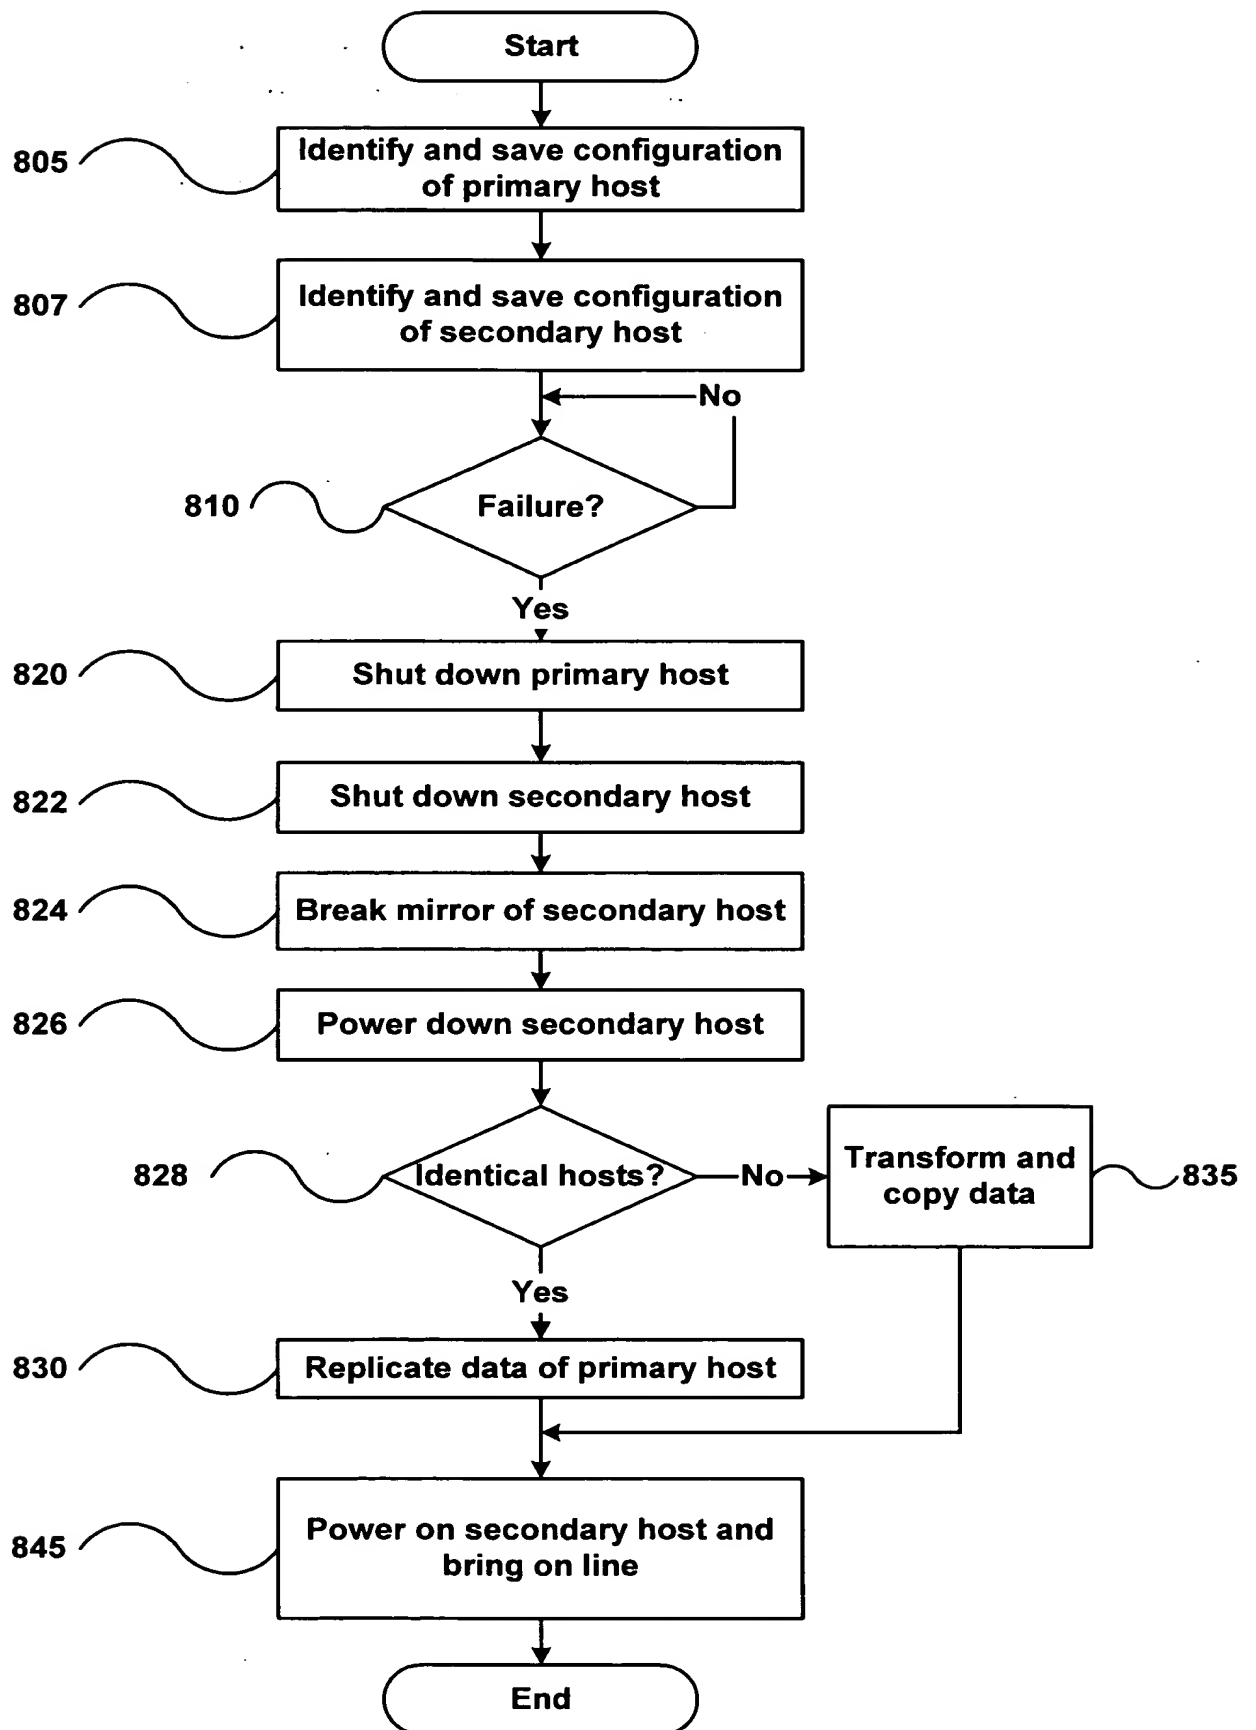 Start
805
Identify and save configuration
of primary host
807
Identify and save configuration
of secondary host
No
810
Failure?
Yes
820
Shut down primary host
822
Shut down secondary host
824
Break mirror of secondary host
826
Power down secondary host
828
Identical hosts?
No
Transform and
copy data
835
Yes
830
Replicate data of primary host
845
Power on secondary host and
bring on line
End